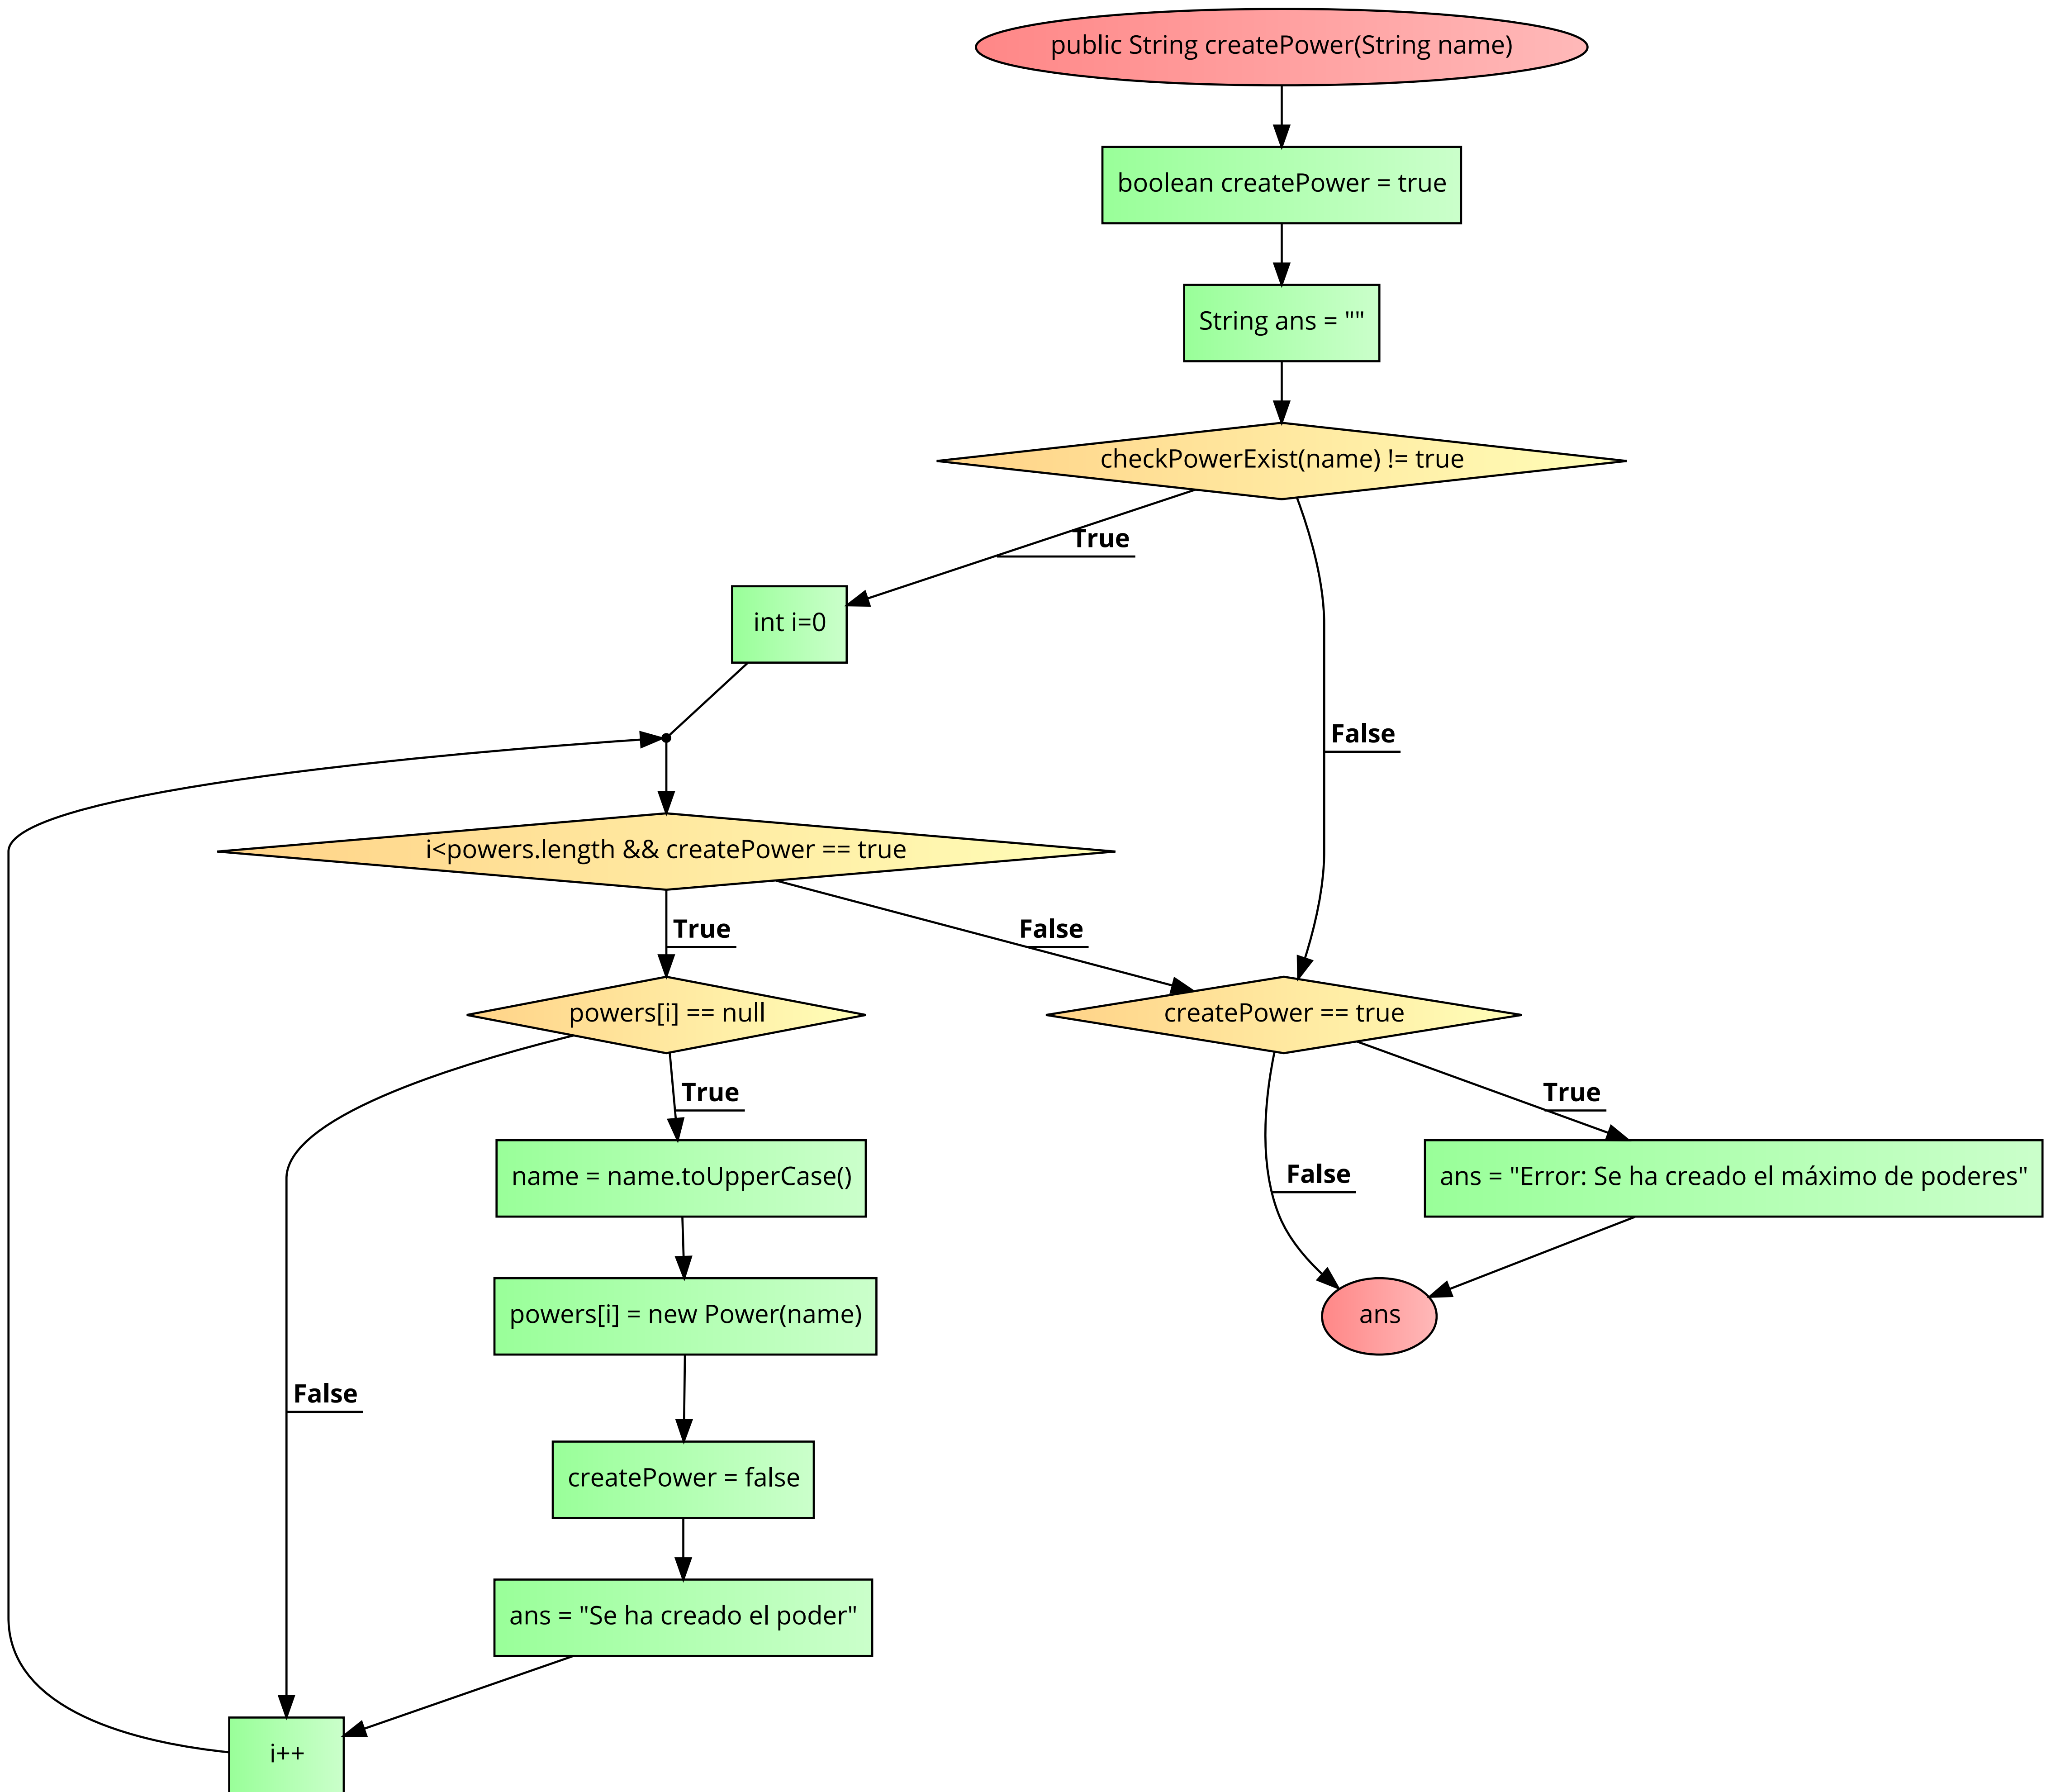 public String createPower(String name)
boolean createPower = true
String ans = ""
checkPowerExist(name) != true
True
int i=0
False
i<powers.length && createPower == true
True
False
powers[i] == null
createPower == true
True
True
name = name.toUpperCase()
False
ans = "Error: Se ha creado el máximo de poderes"
powers[i] = new Power(name)
ans
False
createPower = false
ans = "Se ha creado el poder"
i++